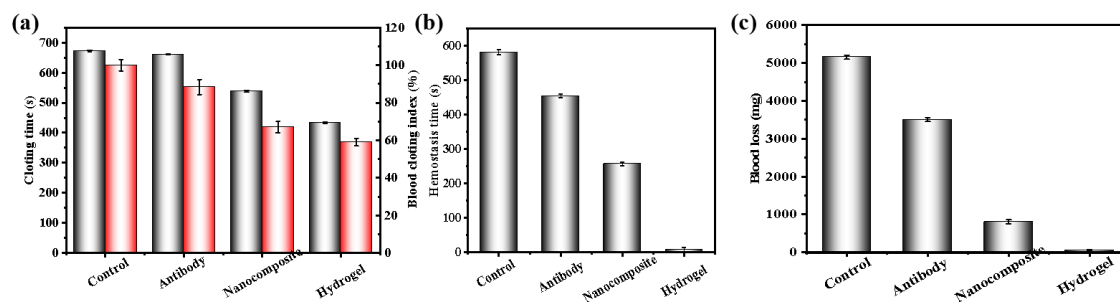 (a)
700
600
500
400
300
200
100
0
Cloting time (s)
120
100
80
60
40
20
0
Blood cloting index (%)
Control
Antibody
Nanocomposite
Hydrogel
(b)
600
500
400
300
200
100
0
Hemostasis time (s)
Control
Antibody
Nanocomposite
Hydrogel
(c)
6000
5000
4000
3000
2000
1000
0
Blood loss (mg)
Control
Antibody
Nanocomposite
Hydrogel